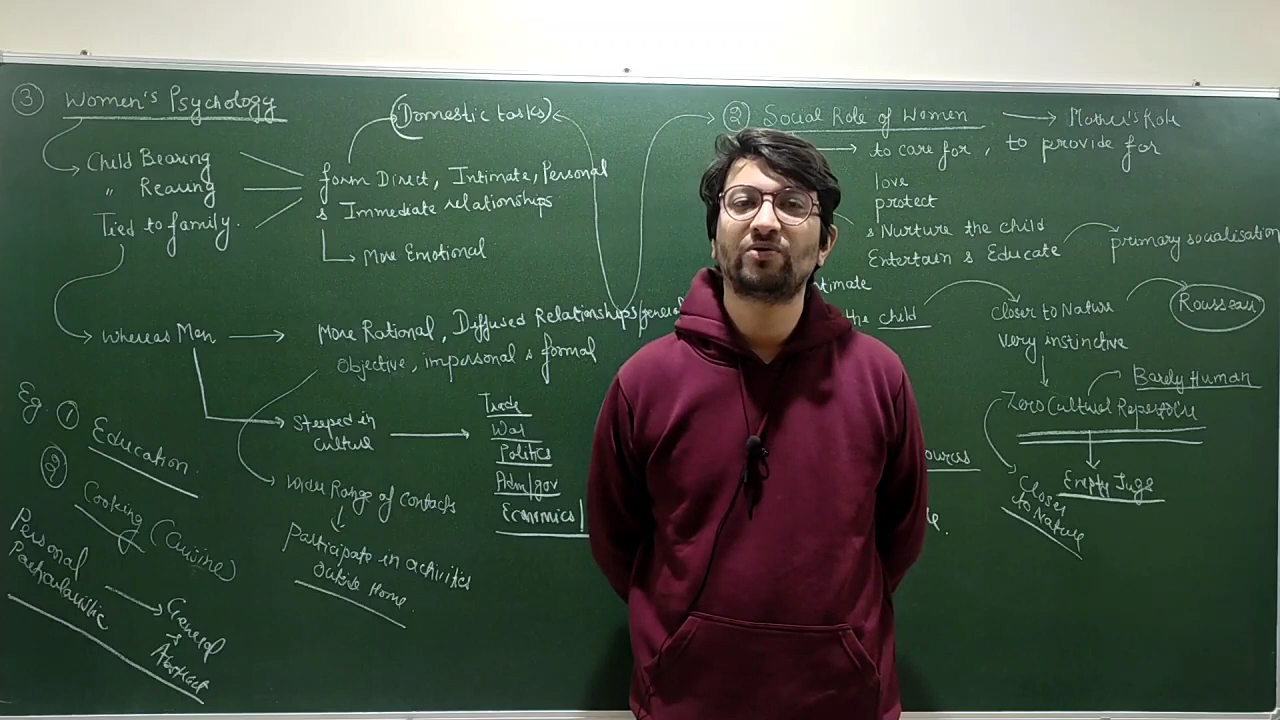 ③ Women's Psychology
Child Bearing
" Rearing
Tied to family.
(Domestic tasks)
form Direct, Intimate, Personal
& Immediate relationships
More Emotional
Whereas Men
More Rational, Diffused Relationships/general
Objective, impersonal & formal
Steeped in
culture
Trade
War
Politics
Adm/gov
Economics
wider Range of contacts
Participate in activities
outside Home.
Eg. ① Education.
② Cooking (Cuisine)
Personal
Particularistic
General
Abstract
② Social Role of Women
Mother's Role
to care for, to provide for
love
protect
& Nurture the child
Entertain & Educate
primary socialisation
timate
the child
closer to Nature
very instinctive
Rousseau
Barely Human
Zero Cultural Repertoire
Empty Jugs
Closer
to Nature
ources